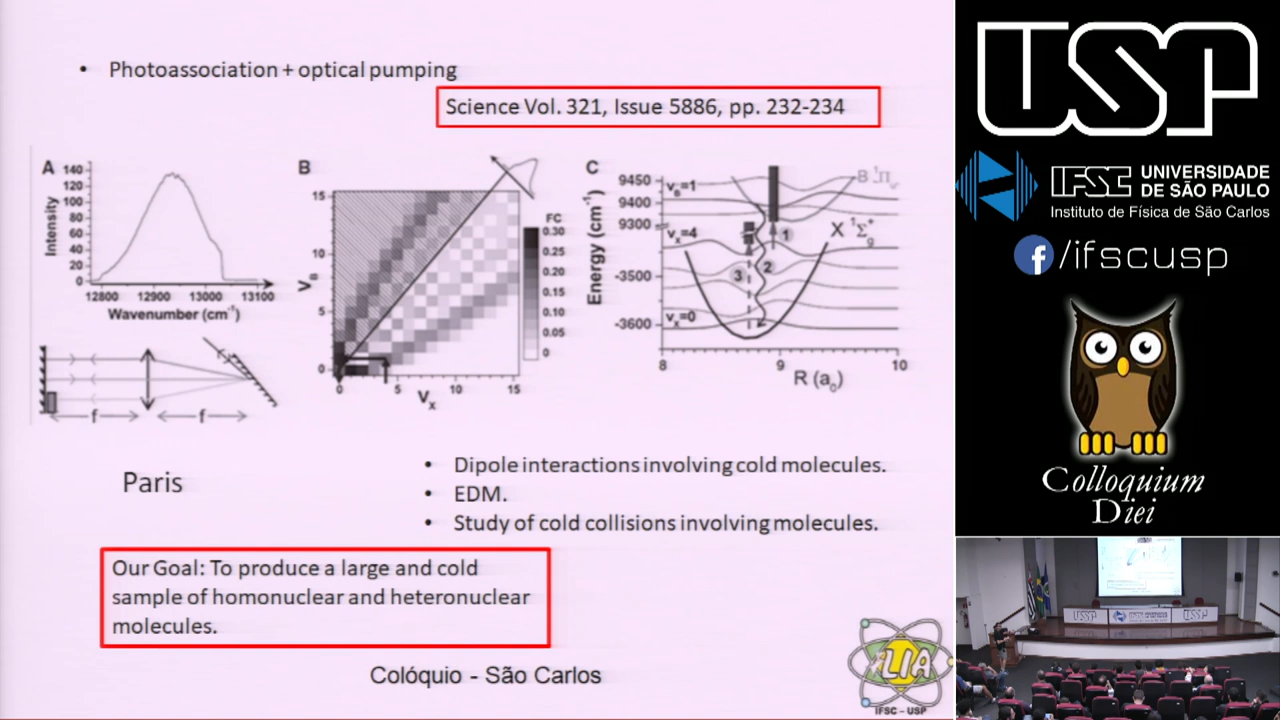 • Photoassociation + optical pumping
Science Vol. 321, Issue 5886, pp. 232-234
A
140
120
100
80
60
40
20
0
Intensity
12800 12900 13000 13100
Wavenumber (cm⁻¹)
f f
B
15
10
5
0
V_B
0 5 10 15
V_X
FC
0.30
0.25
0.20
0.15
0.10
0.05
0
C
9450
9400
9300
-3500
-3600
Energy (cm⁻¹)
v_B=1
v_X=4
v_X=0
1
2
3
X ¹Σg⁺
8 9 10
R (a₀)
Paris
• Dipole interactions involving cold molecules.
• EDM.
• Study of cold collisions involving molecules.
Our Goal: To produce a large and cold
sample of homonuclear and heteronuclear
molecules.
Colóquio - São Carlos
LIA
IFSC - USP
USP
IFSC UNIVERSIDADE
DE SÃO PAULO
Instituto de Física de São Carlos
f/ifscusp
Colloquium
Diei